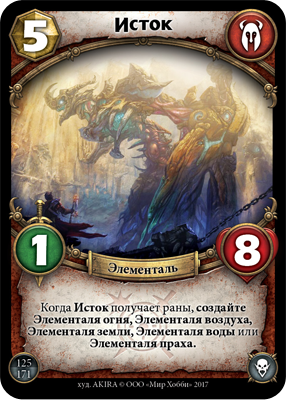 5
Исток
1
8
Элементаль
Когда Исток получает раны, создайте
Элементаля огня, Элементаля воздуха,
Элементаля земли, Элементаля воды или
Элементаля праха.
125
171
худ. AKIRA © ООО «Мир Хобби» 2017